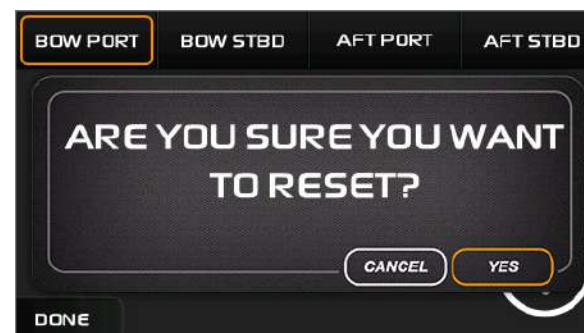 BOW PORT BOW STBD AFT PORT AFT STBD
ARE YOU SURE YOU WANT
TO RESET?
CANCEL YES
DONE